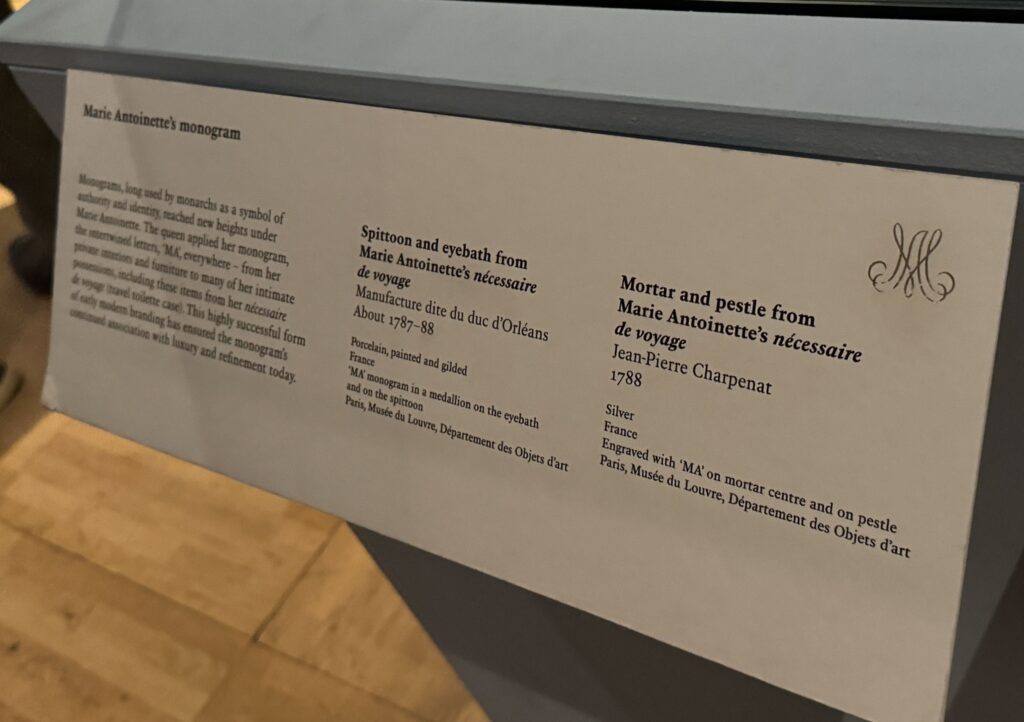 Marie Antoinette's monogram
Monograms, long used by monarchs as a symbol of
authority and identity, reached new heights under
Marie Antoinette. The queen applied her monogram,
the intertwined letters, 'MA', everywhere – from her
private interiors and furniture to many of her intimate
possessions, including these items from her nécessaire
de voyage (travel toilette case). This highly successful form
of early modern branding has ensured the monogram's
continued association with luxury and refinement today.
Spittoon and eyebath from
Marie Antoinette's nécessaire
de voyage
Manufacture dite du duc d'Orléans
About 1787–88
Porcelain, painted and gilded
France
'MA' monogram in a medallion on the eyebath
and on the spittoon
Paris, Musée du Louvre, Département des Objets d'art
Mortar and pestle from
Marie Antoinette's nécessaire
de voyage
Jean-Pierre Charpenat
1788
Silver
France
Engraved with 'MA' on mortar centre and on pestle
Paris, Musée du Louvre, Département des Objets d'art
MA